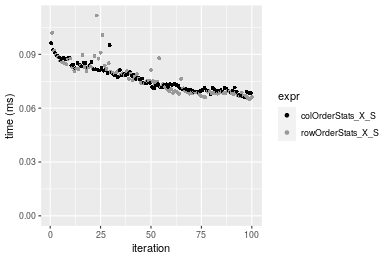 0.09
0.06
0.03
0.00
0
25
50
75
100
time (ms)
iteration
expr
colOrderStats_X_S
rowOrderStats_X_S